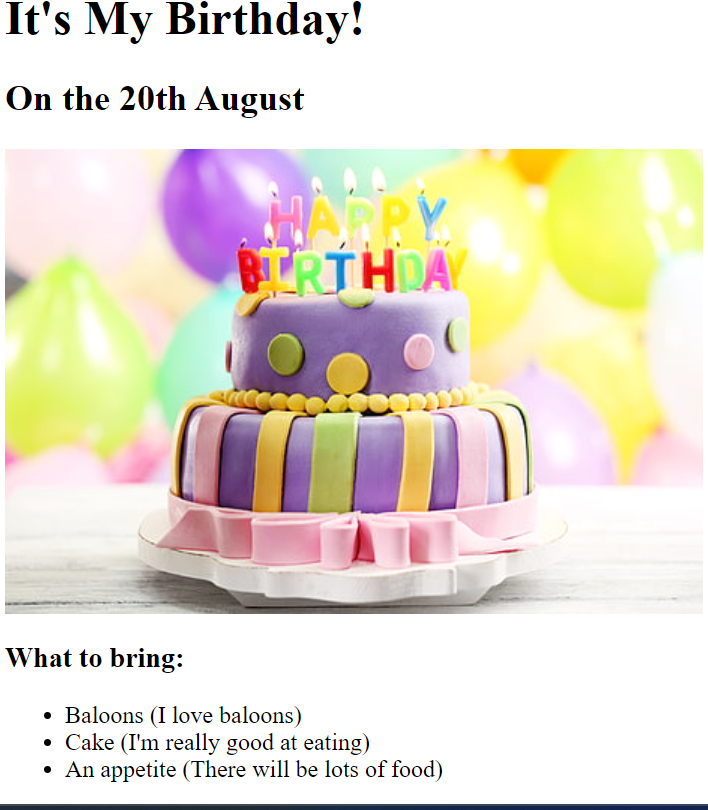 It's My Birthday!
On the 20th August
HAPPY
BIRTHDAY
What to bring:
Baloons (I love baloons)
Cake (I'm really good at eating)
An appetite (There will be lots of food)